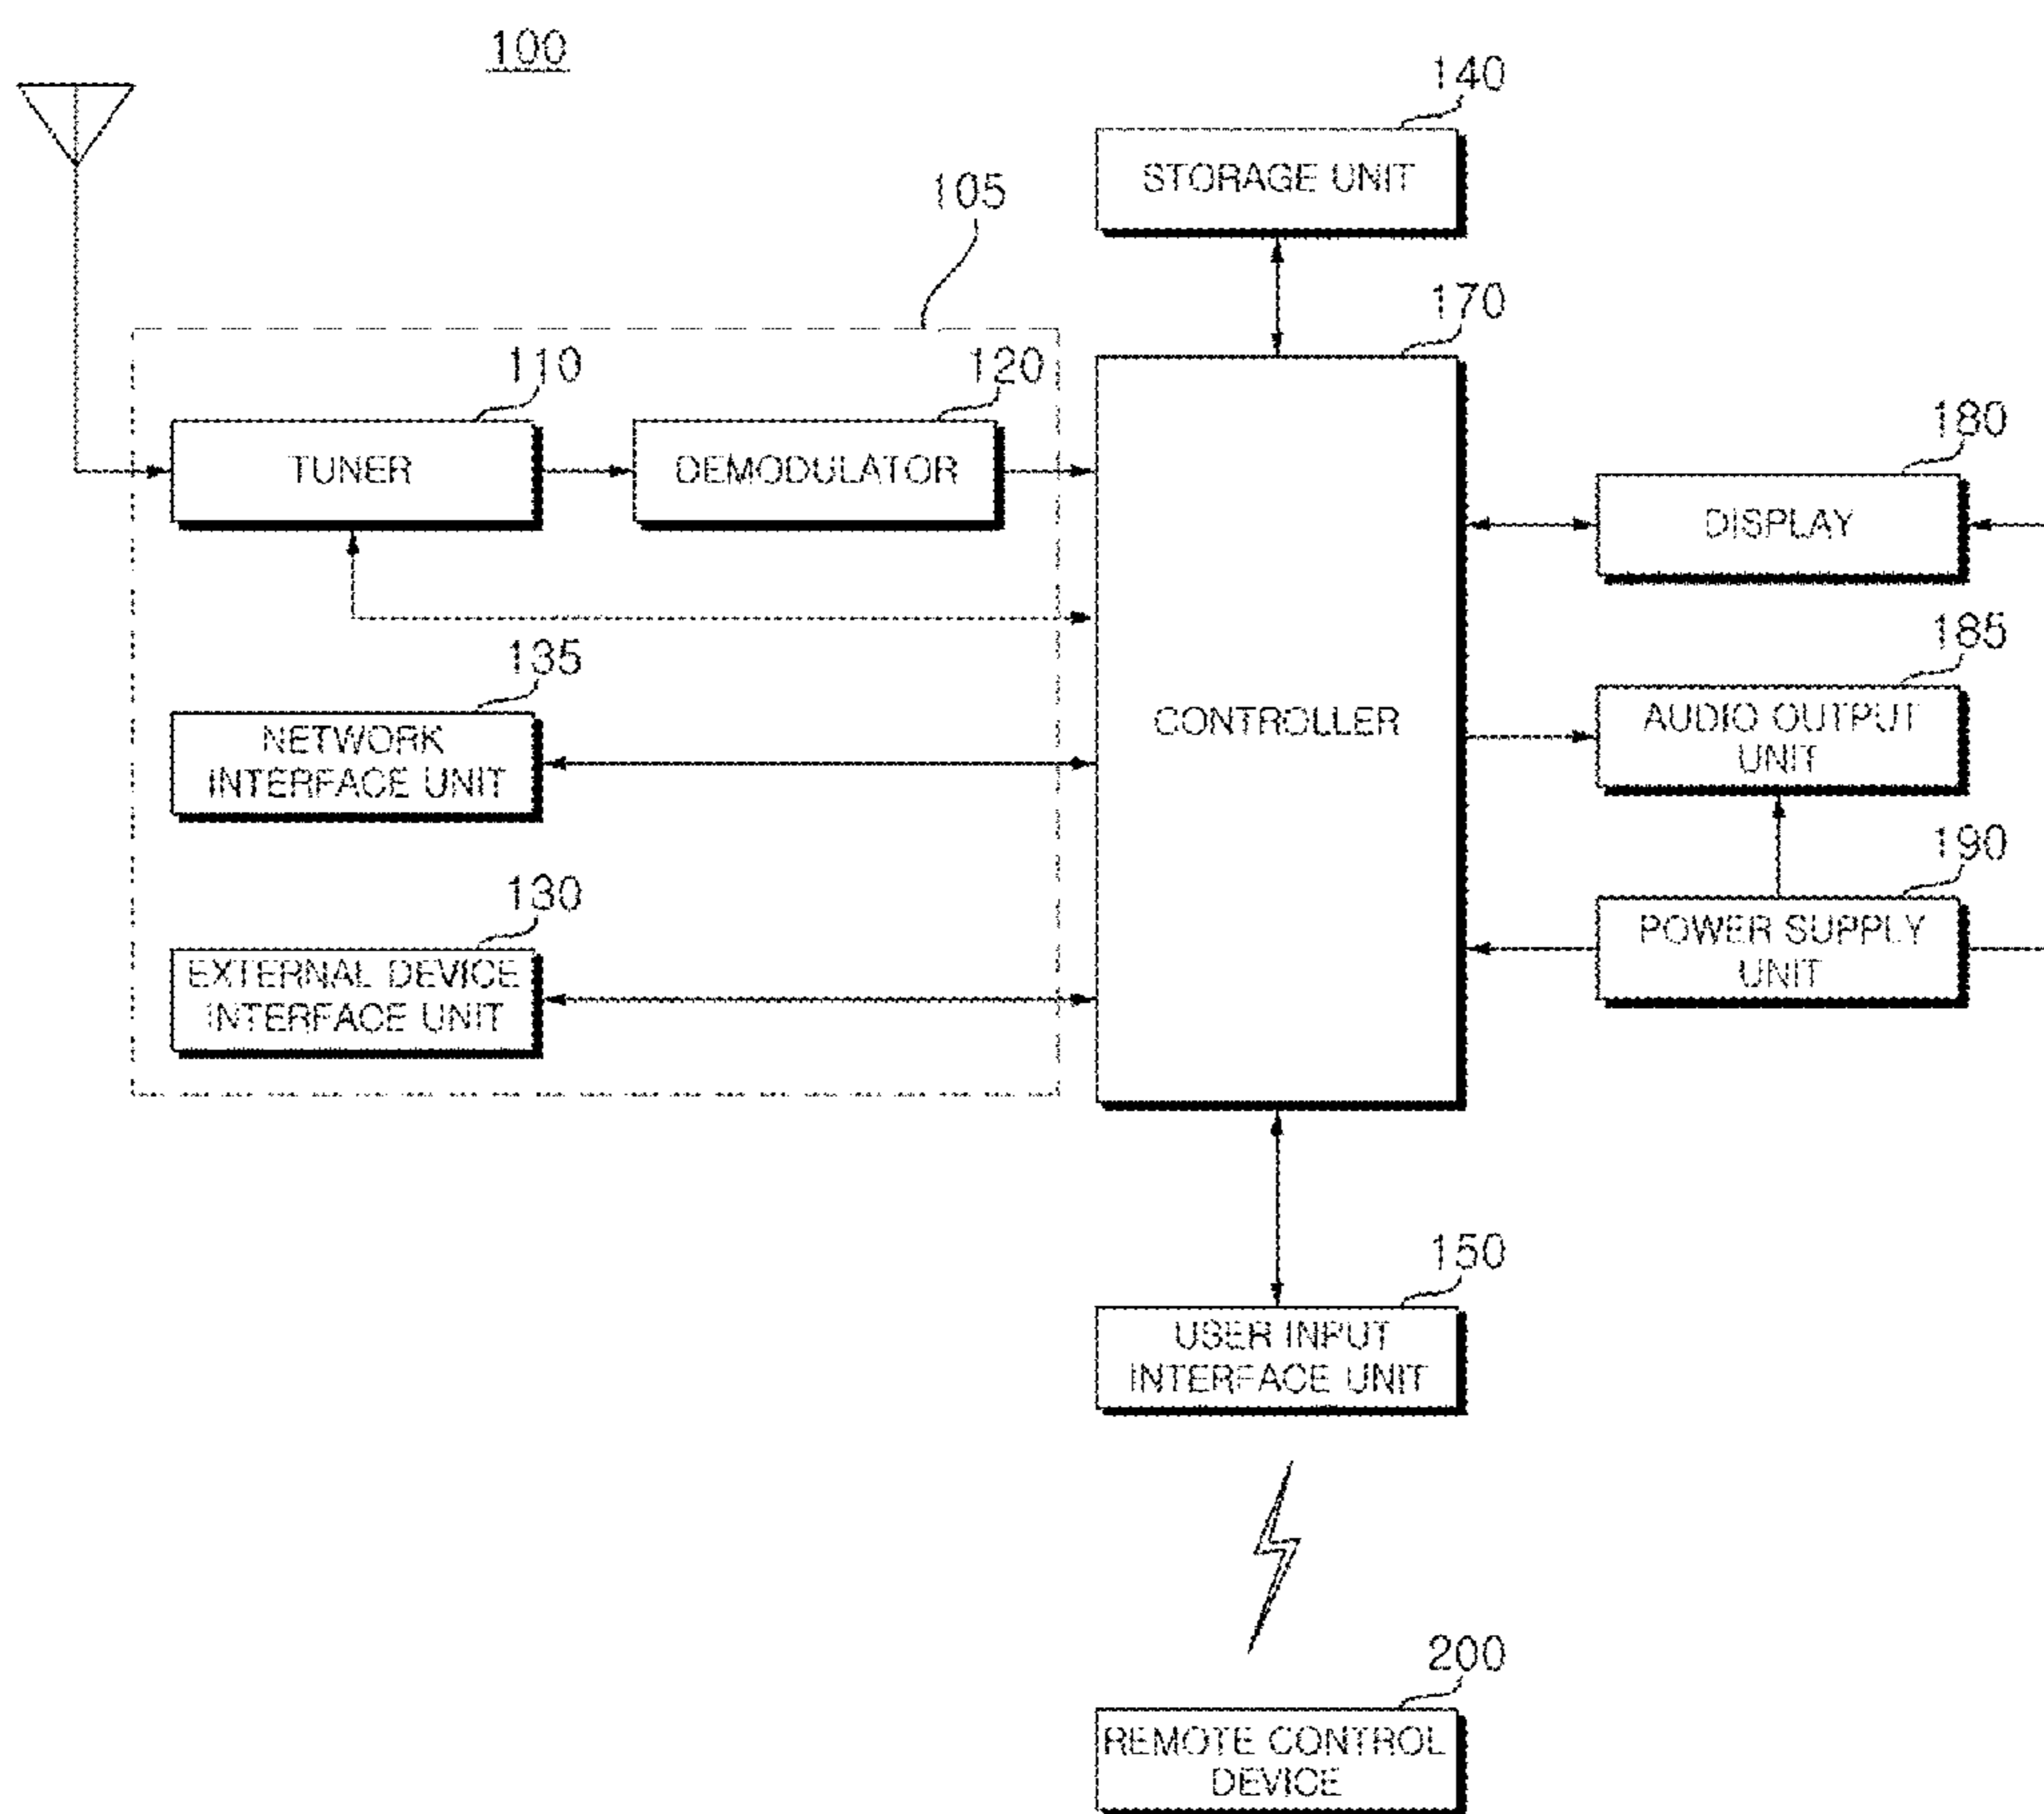 100
140
STORAGE UNIT
105
170
110
120
TUNER
DEMODULATOR
180
DISPLAY
135
NETWORK
INTERFACE UNIT
CONTROLLER
185
AUDIO OUTPUT
UNIT
130
EXTERNAL DEVICE
INTERFACE UNIT
190
POWER SUPPLY
UNIT
150
USER INPUT
INTERFACE UNIT
200
REMOTE CONTROL
DEVICE